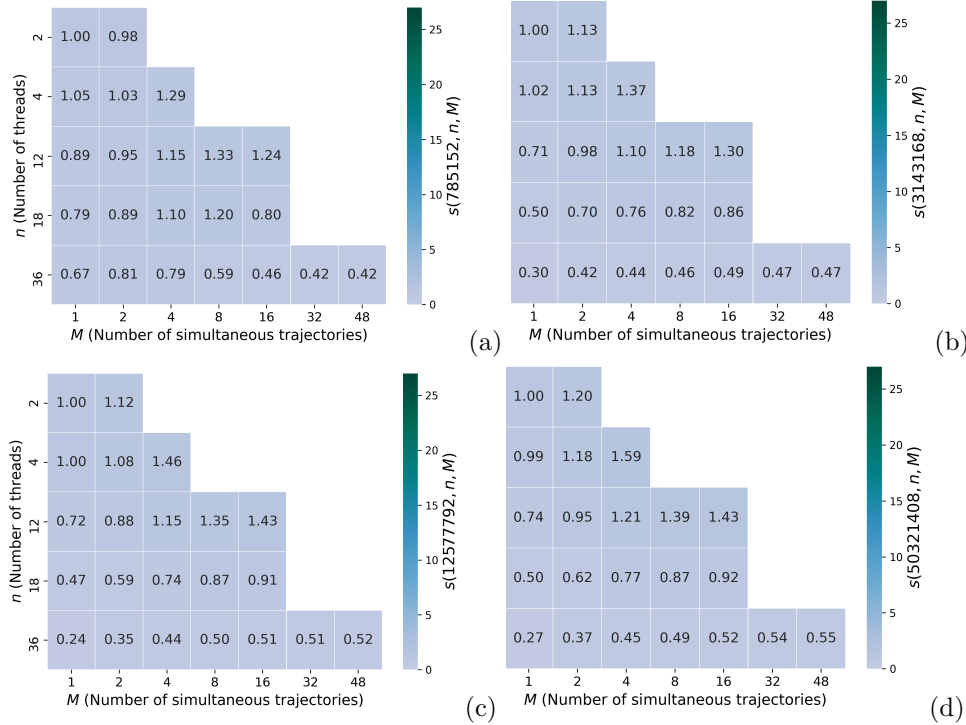 2 1.00 0.98
4 1.05 1.03 1.29
12 0.89 0.95 1.15 1.33 1.24
18 0.79 0.89 1.10 1.20 0.80
36 0.67 0.81 0.79 0.59 0.46 0.42 0.42
1 2 4 8 16 32 48
M (Number of simultaneous trajectories)
n (Number of threads)
25
20
15
10
5
0
s(785152, n, M)
(a)
1.00 1.13
1.02 1.13 1.37
0.71 0.98 1.10 1.18 1.30
0.50 0.70 0.76 0.82 0.86
0.30 0.42 0.44 0.46 0.49 0.47 0.47
1 2 4 8 16 32 48
M (Number of simultaneous trajectories)
25
20
15
10
5
0
s(3143168, n, M)
(b)
2 1.00 1.12
4 1.00 1.08 1.46
12 0.72 0.88 1.15 1.35 1.43
18 0.47 0.59 0.74 0.87 0.91
36 0.24 0.35 0.44 0.50 0.51 0.51 0.52
1 2 4 8 16 32 48
M (Number of simultaneous trajectories)
n (Number of threads)
25
20
15
10
5
0
s(12577792, n, M)
(c)
1.00 1.20
0.99 1.18 1.59
0.74 0.95 1.21 1.39 1.43
0.50 0.62 0.77 0.87 0.92
0.27 0.37 0.45 0.49 0.52 0.54 0.55
1 2 4 8 16 32 48
M (Number of simultaneous trajectories)
25
20
15
10
5
0
s(50321408, n, M)
(d)